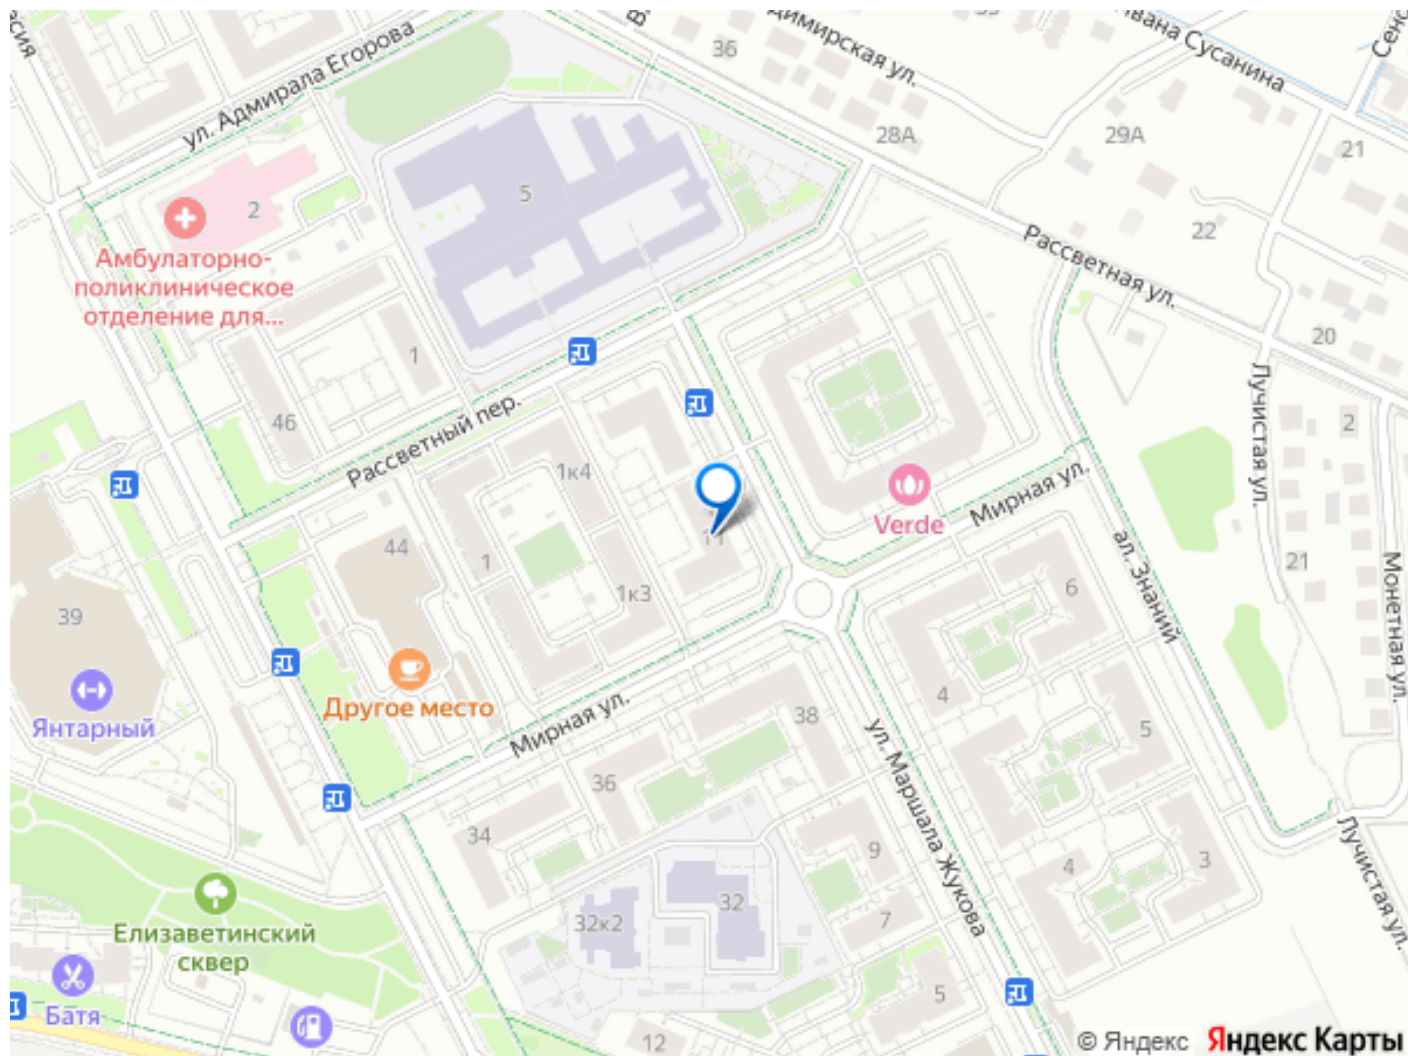 ул. Адмирала Егорова
36
Ивана Сусанина
28А
29А
21
5
2
Амбулаторно-
поликлиническое
отделение для...
22
Рассветная ул.
20
1
46
Рассветный пер.
1к4
Лучистая ул.
2
Verde
Мирная ул.
11
44
1
1к3
ал. Знаний
6
21
Монетная ул.
39
Янтарный
Другое место
Мирная ул.
4
38
5
ул. Маршала Жукова
36
34
9
4
3
Лучистая ул.
32
32к2
7
Елизаветинский
сквер
Батя
5
12
© Яндекс Яндекс Карты